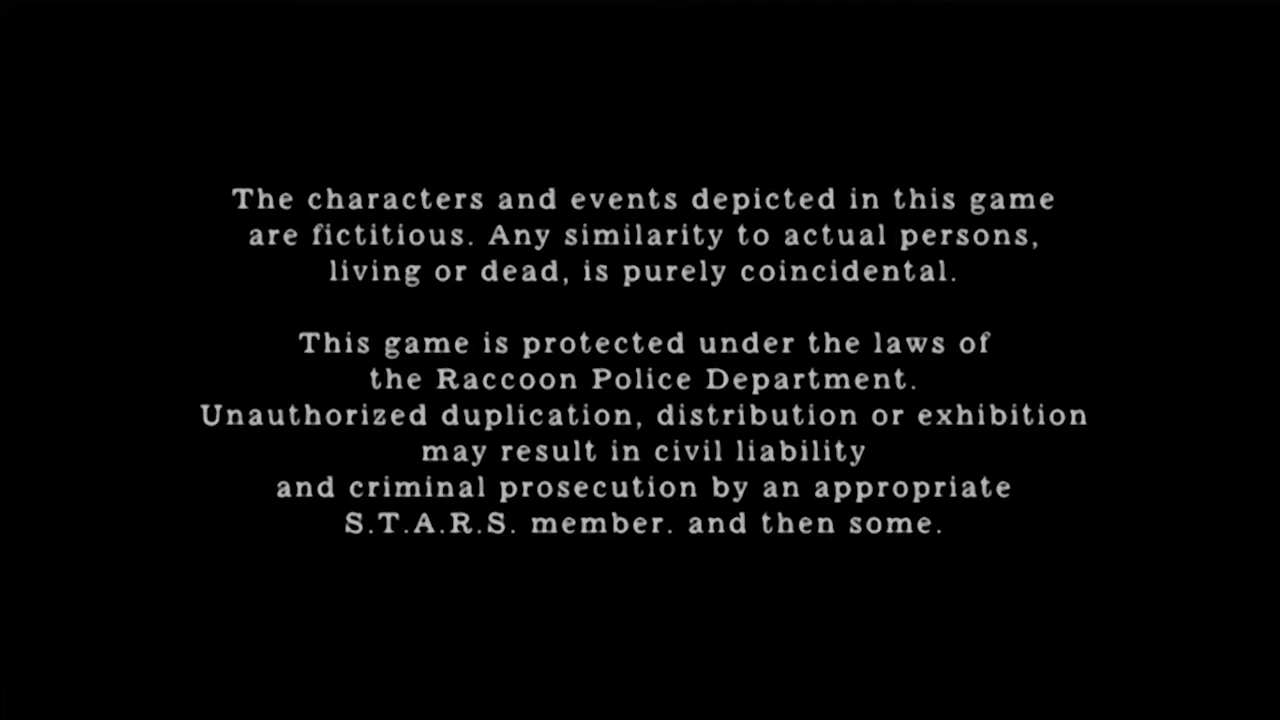 The characters and events depicted in this game
are fictitious. Any similarity to actual persons,
living or dead, is purely coincidental.
This game is protected under the laws of
the Raccoon Police Department.
Unauthorized duplication, distribution or exhibition
may result in civil liability
and criminal prosecution by an appropriate
S.T.A.R.S. member. and then some.